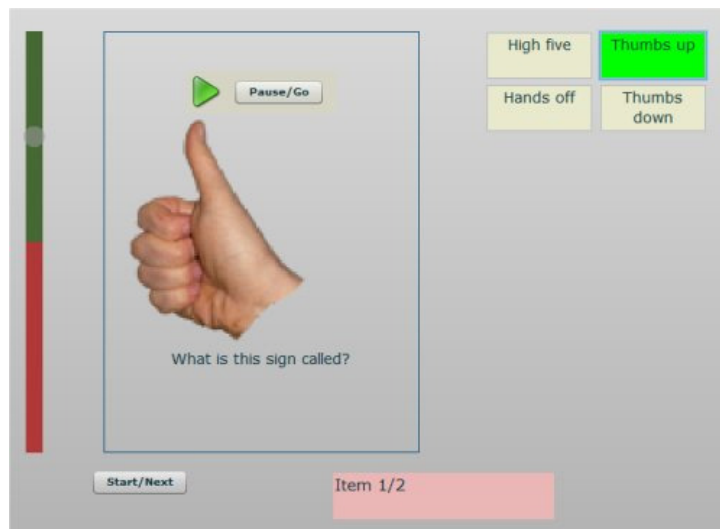 High five
Thumbs up
Hands off
Thumbs
down
Pause/Go
What is this sign called?
Start/Next
Item 1/2